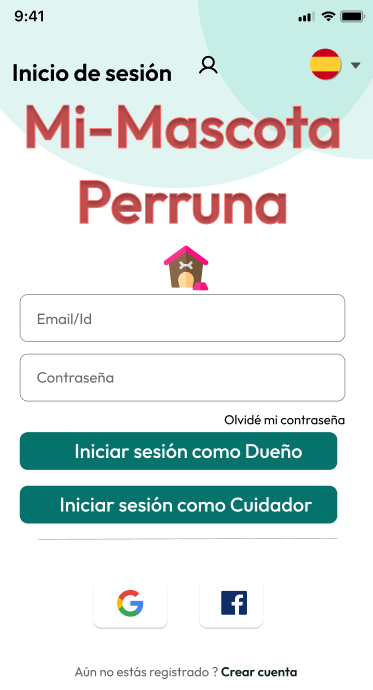 9:41
Inicio de sesión
Mi-Mascota
Perruna
Email/Id
Contraseña
Olvidé mi contraseña
Iniciar sesión como Dueño
Iniciar sesión como Cuidador
Aún no estás registrado ? Crear cuenta